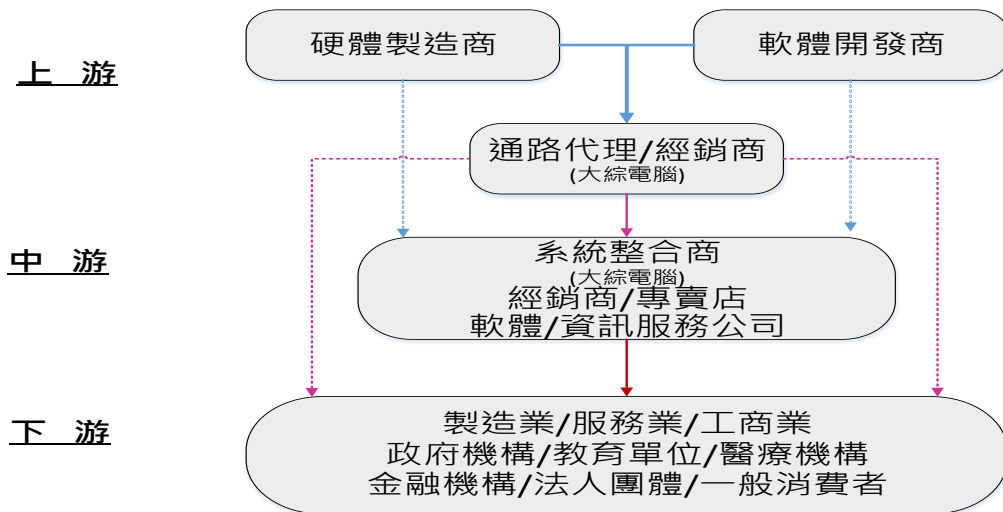 硬體製造商
軟體開發商
上 游
通路代理/經銷商
(大綜電腦)
中 游
系統整合商
(大綜電腦)
經銷商/專賣店
軟體/資訊服務公司
下 游
製造業/服務業/工商業
政府機構/教育單位/醫療機構
金融機構/法人團體/一般消費者